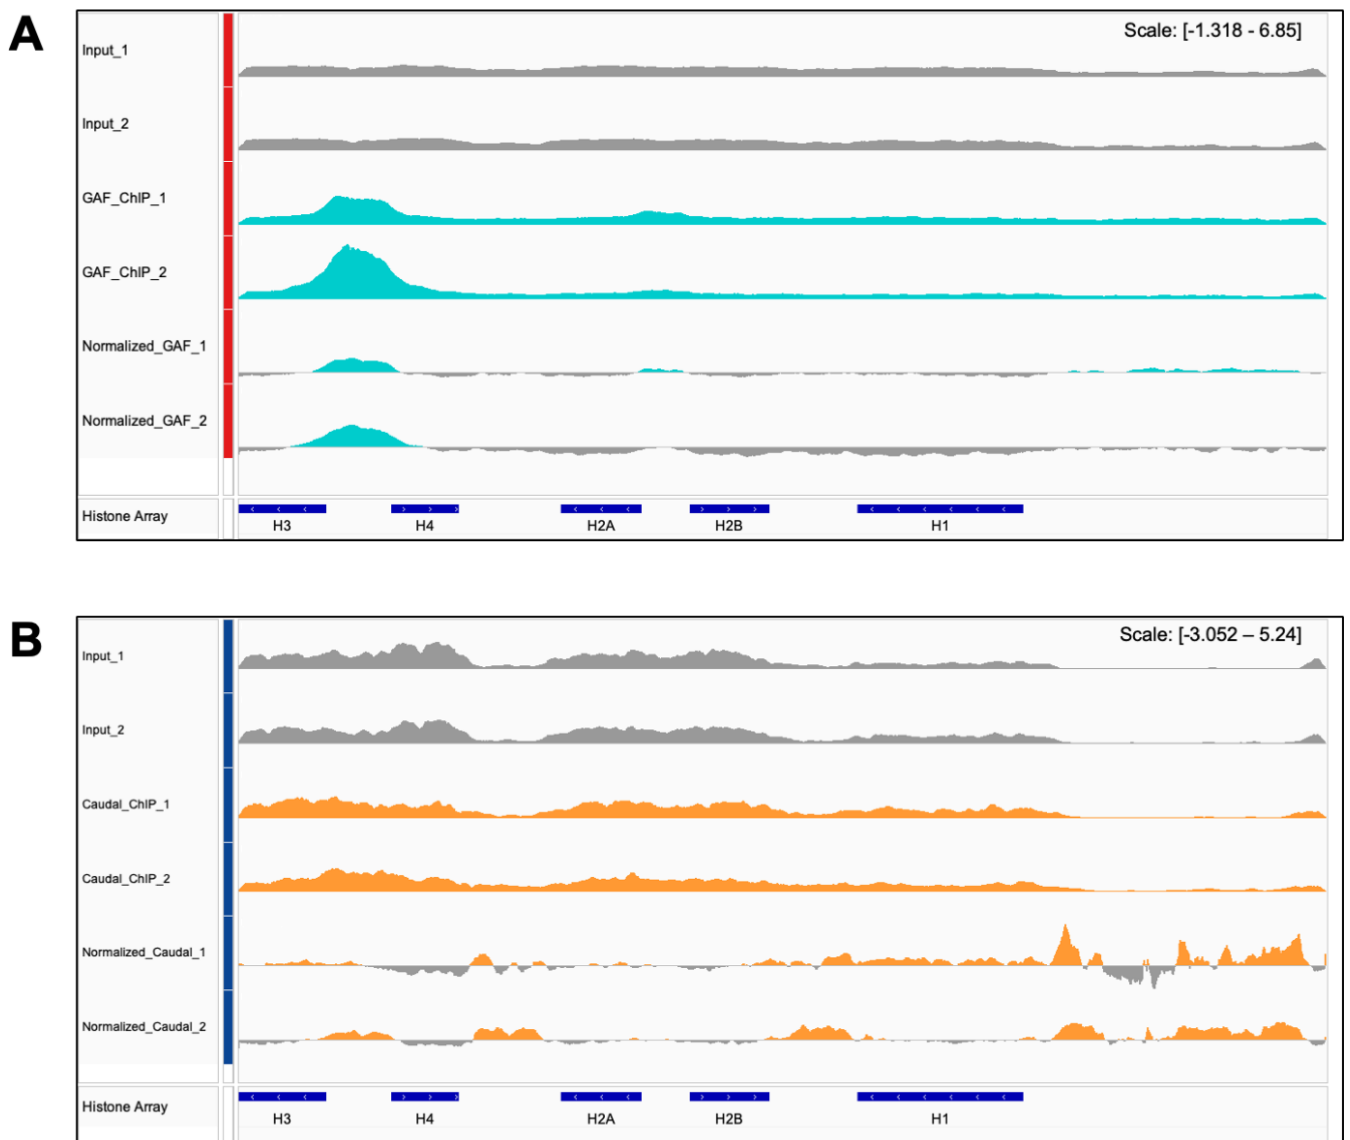 A
Scale: [-1.318 - 6.85]
Input_1
Input_2
GAF_ChIP_1
GAF_ChIP_2
Normalized_GAF_1
Normalized_GAF_2
Histone Array
H3 H4 H2A H2B H1
B
Scale: [-3.052 – 5.24]
Input_1
Input_2
Caudal_ChIP_1
Caudal_ChIP_2
Normalized_Caudal_1
Normalized_Caudal_2
Histone Array
H3 H4 H2A H2B H1